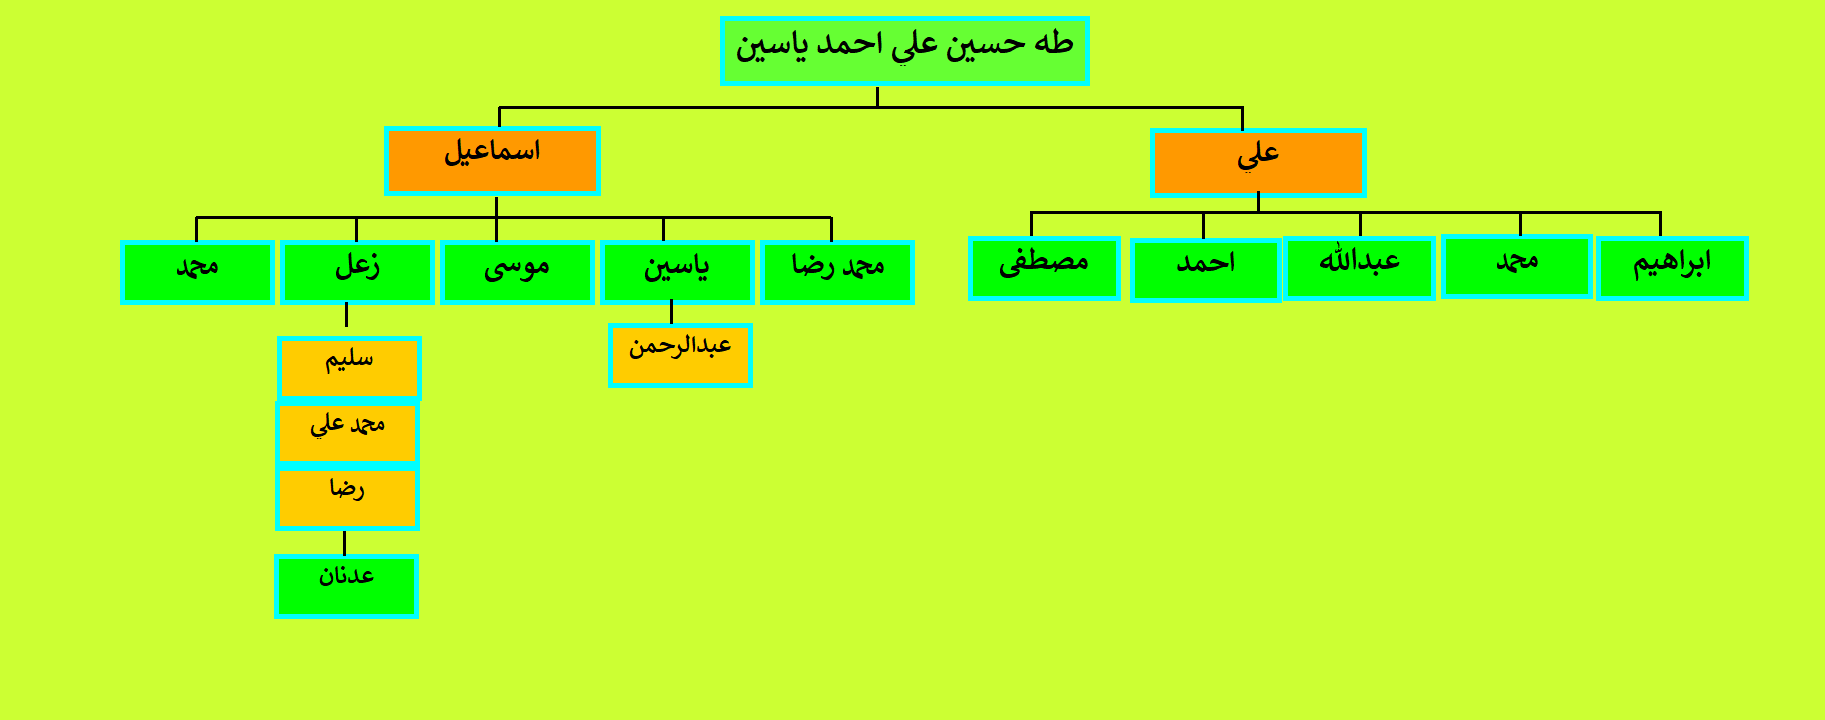 طه حسين علي احمد ياسين
علي
اسماعيل
ابراهيم
محمد
عبدالله
احمد
مصطفى
محمد رضا
ياسين
موسى
زعل
محمد
عبدالرحمن
سليم
محمد علي
رضا
عدنان